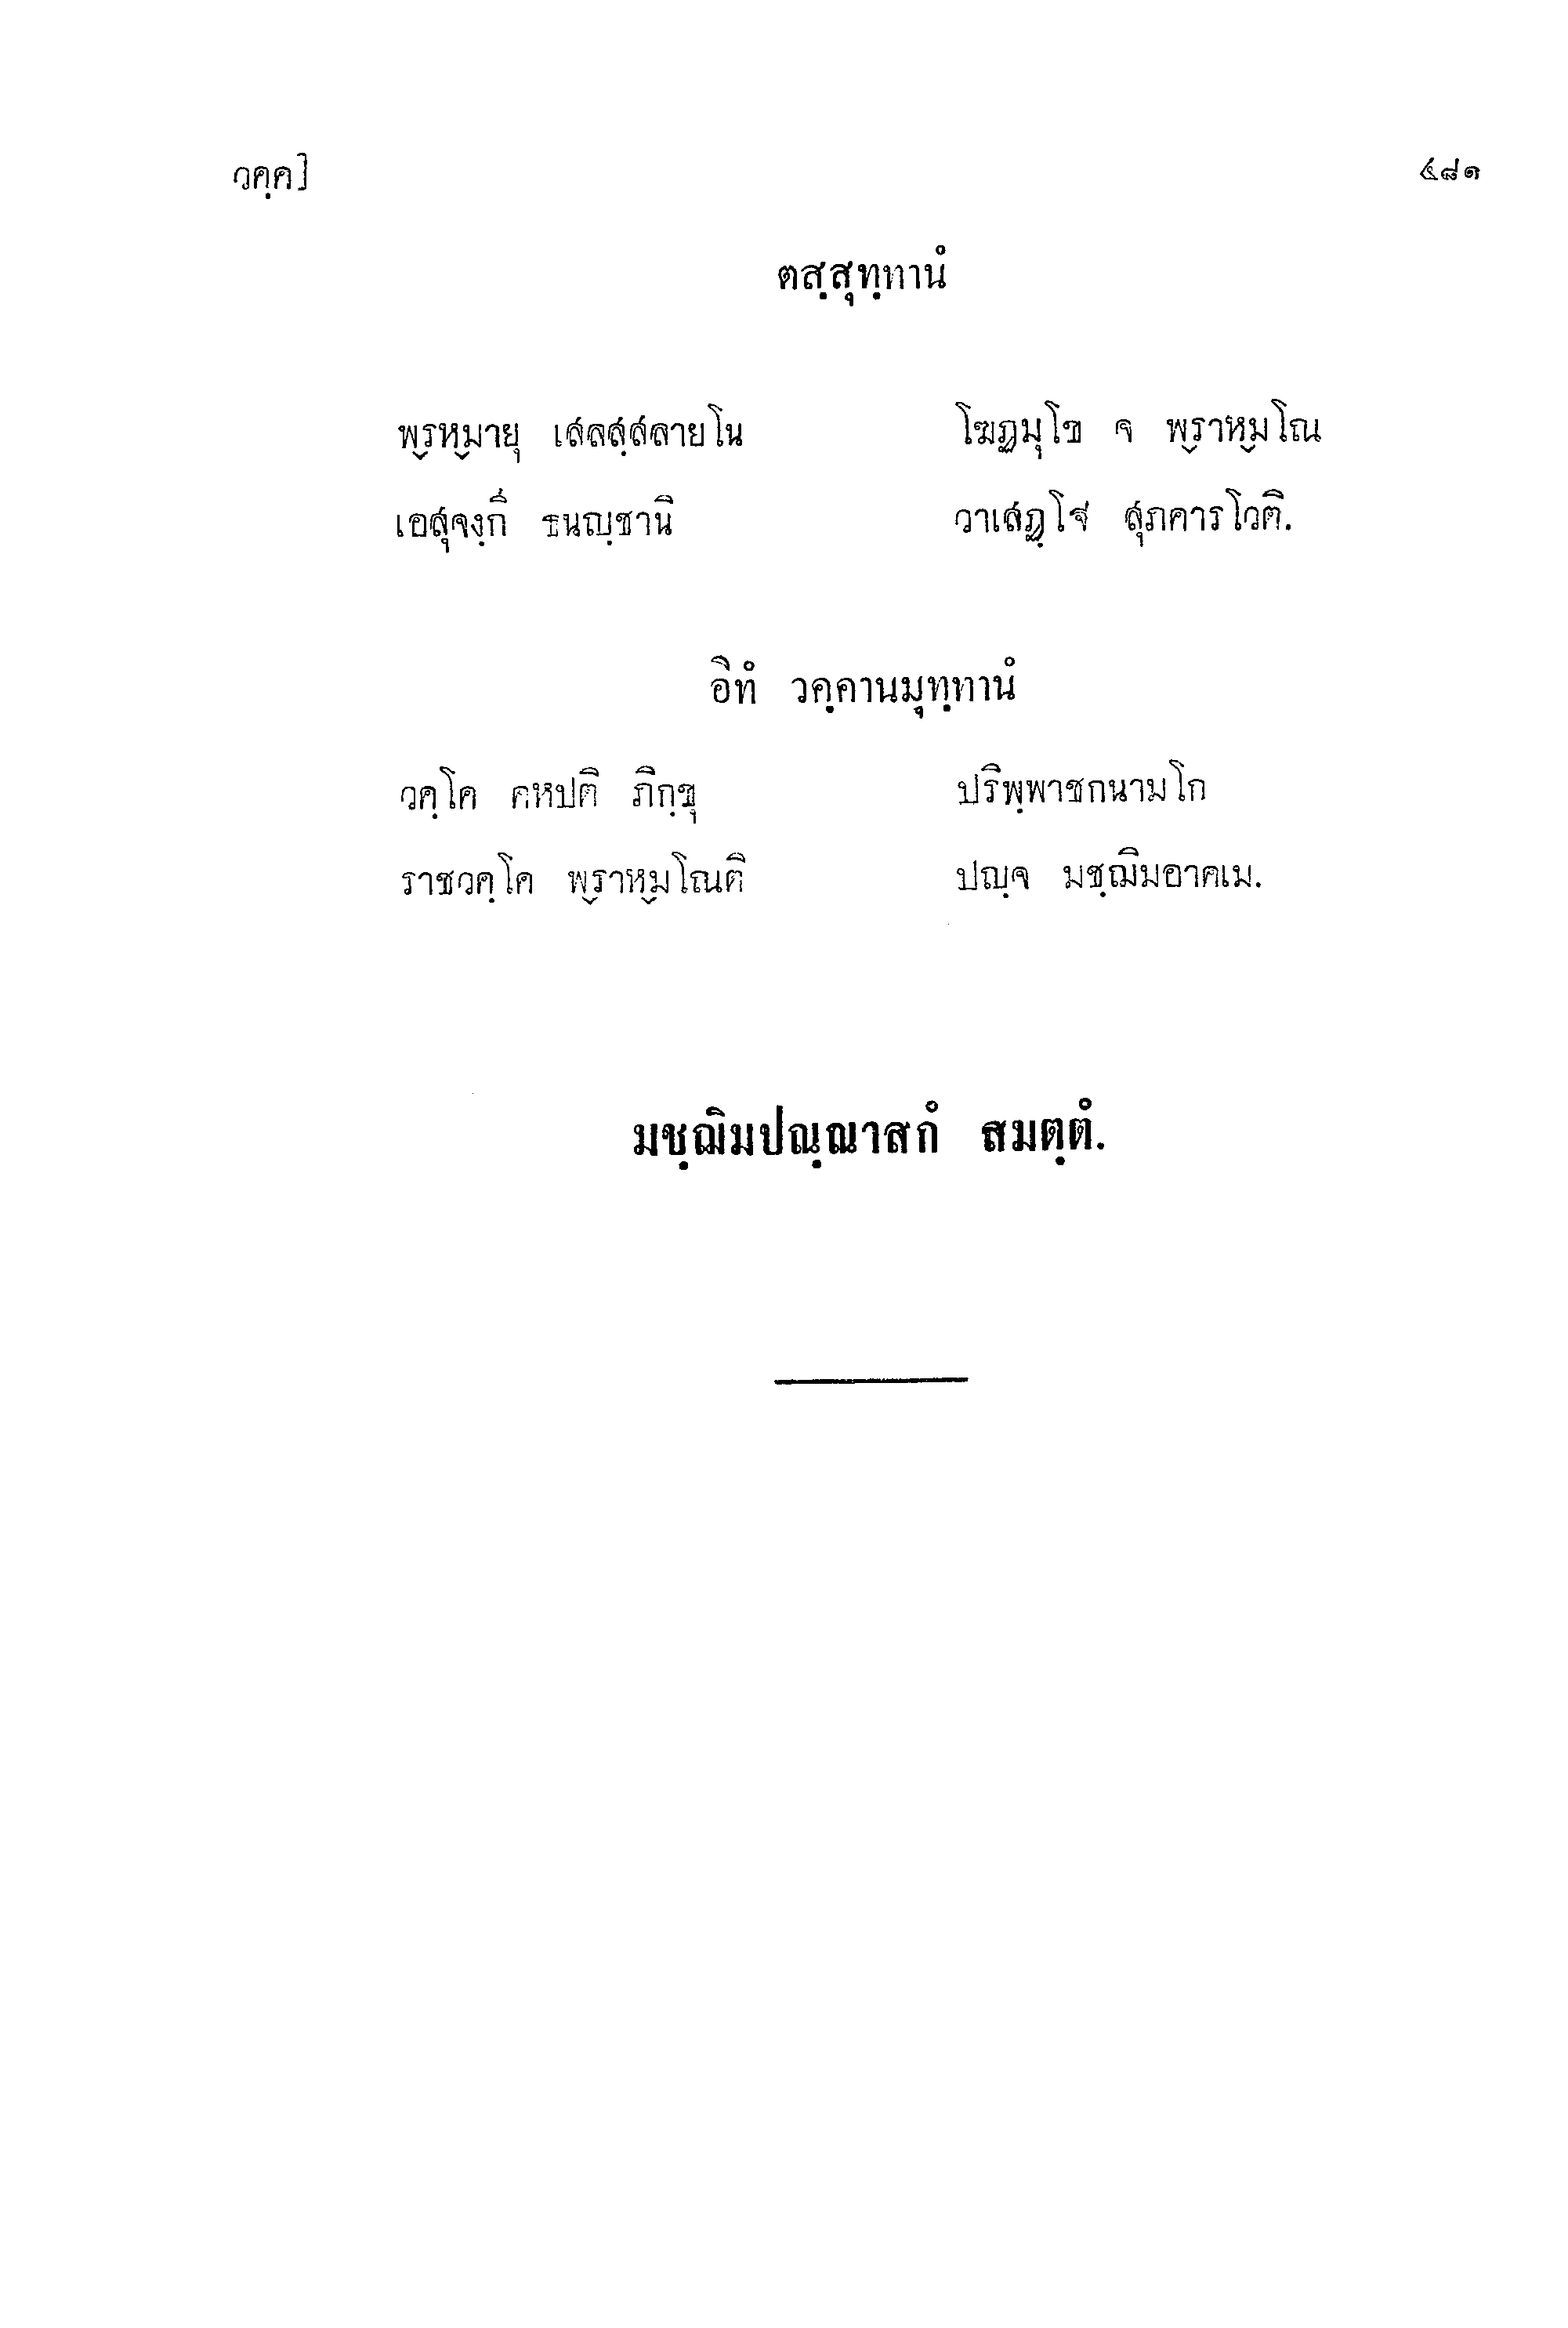 วคฺค] ๔๘๑
ตสฺสุทฺทานํ
พฺรหฺมายุ เสลสฺสลายโน โฆฏมุโข จ พฺราหฺมโณ
เอสุจงฺกึ ธนญฺชานิ วาเสฏฺโฐ สุภคารโวติ.
อิทํ วคฺคานมุทฺทานํ
วคฺโค คหปติ ภิกฺขุ ปริพฺพาชกนามโก
ราชวคฺโค พฺราหฺมโณติ ปญฺจ มชฺฌิมอาคเม.
มชฺฌิมปณฺณาสกํ สมตฺตํ.